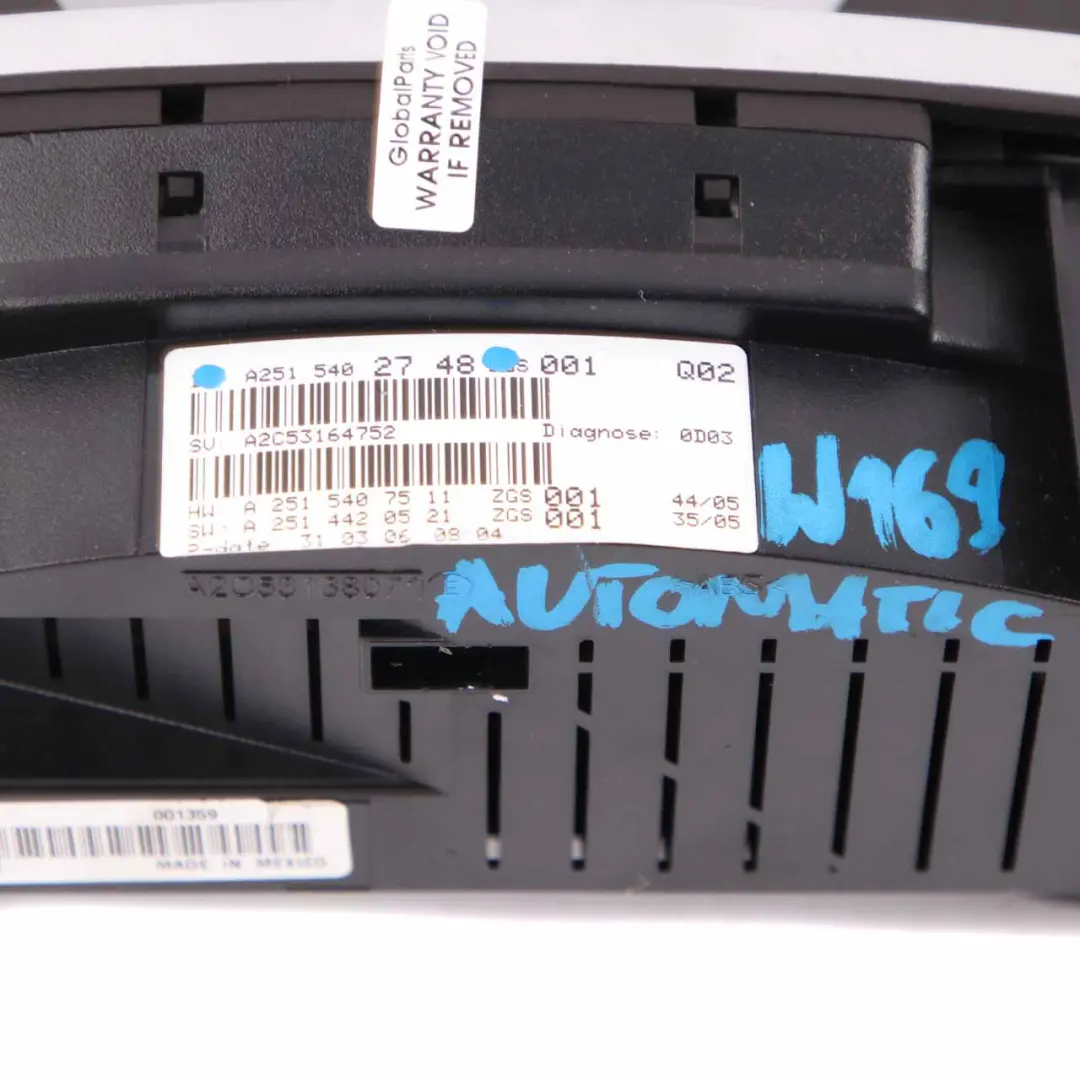 GlobalParts
WARRANTY VOID
IF REMOVED
A251 540 27 48 001 Q02
SV: A2C53164752 Diagnose: 0D03
HW: A 251 540 75 11 ZGS 001 44/05
SW: A 251 442 05 21 ZGS 001 35/05
P-date 31 03 06 08 04
W169
AUTOMATIC
001359
MADE IN MEXICO